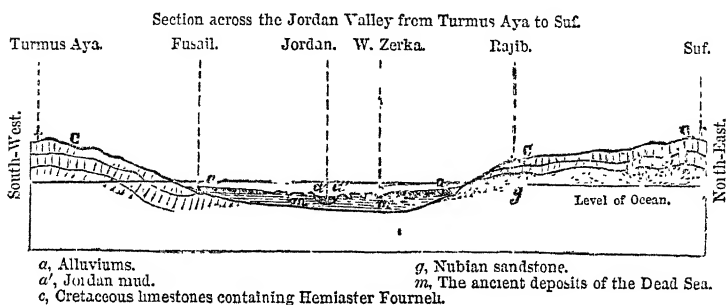 Section across the Jordan Valley from Turmus Aya to Suf.
Turmus Aya. Fusail. Jordan. W. Zerka. Rajib. Suf.
South-West.
North-East.
c C c
c a a' a
m
g
Level of Ocean.
a, Alluviums.
a', Jordan mud.
c, Cretaceous limestones containing Hemiaster Fourneli.
g, Nubian sandstone.
m, The ancient deposits of the Dead Sea.